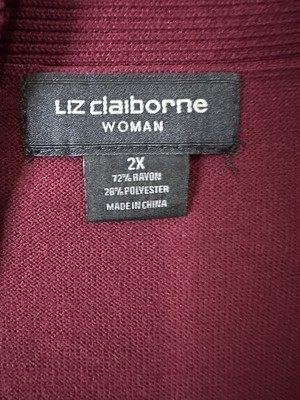 Liz claiborne
WOMAN
2X
72% RAYON
28% POLYESTER
MADE IN CHINA